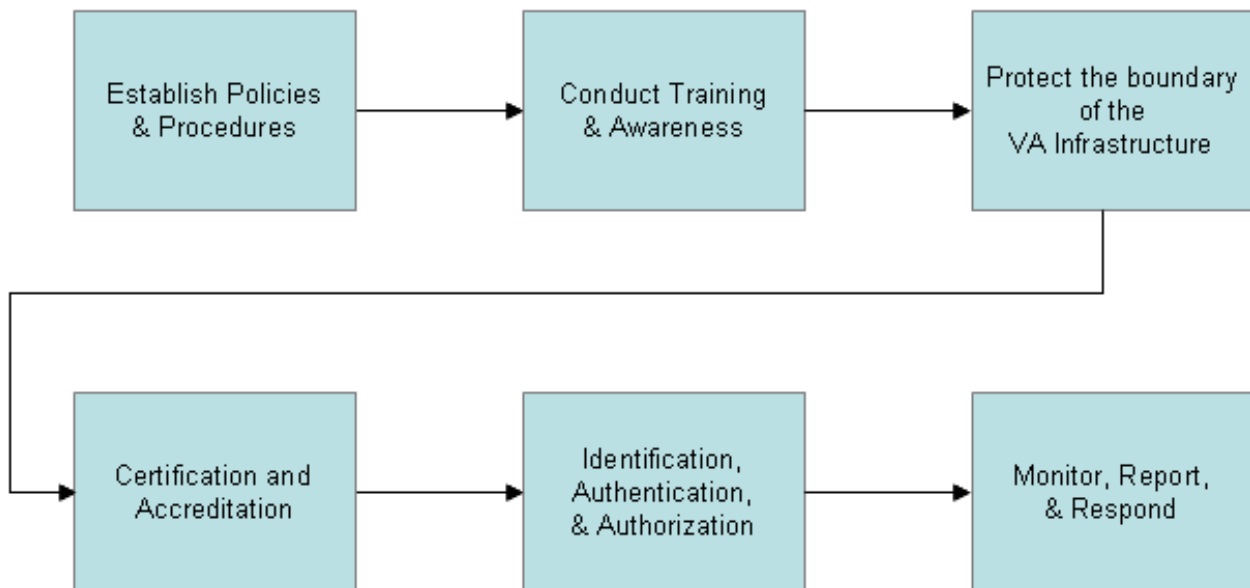 Establish Policies
& Procedures
Conduct Training
& Awareness
Protect the boundary
of the
VA Infrastructure
Certification and
Accreditation
Identification,
Authentication,
& Authorization
Monitor, Report,
& Respond